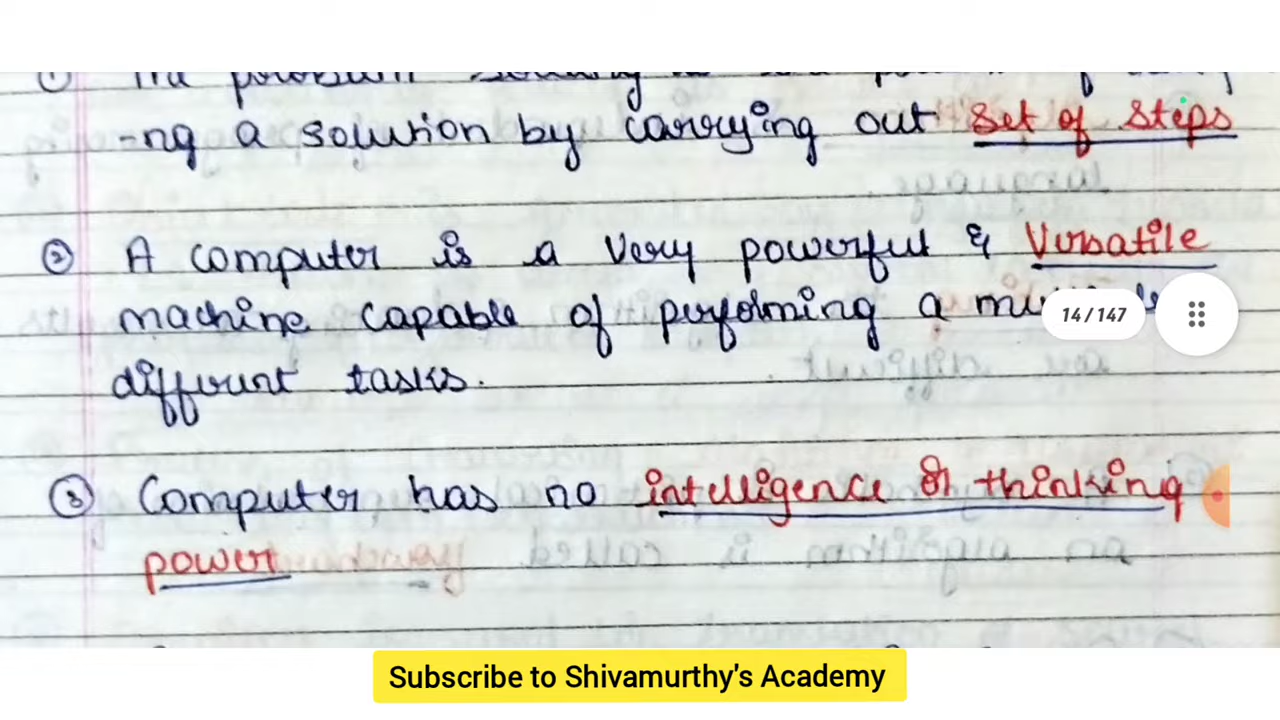 -ng a solution by carrying out set of steps
② A computer is a very powerful & Versatile
machine capable of performing a
14 / 147
different tasks.
③ Computer has no intelligence or thinking
power
Subscribe to Shivamurthy's Academy